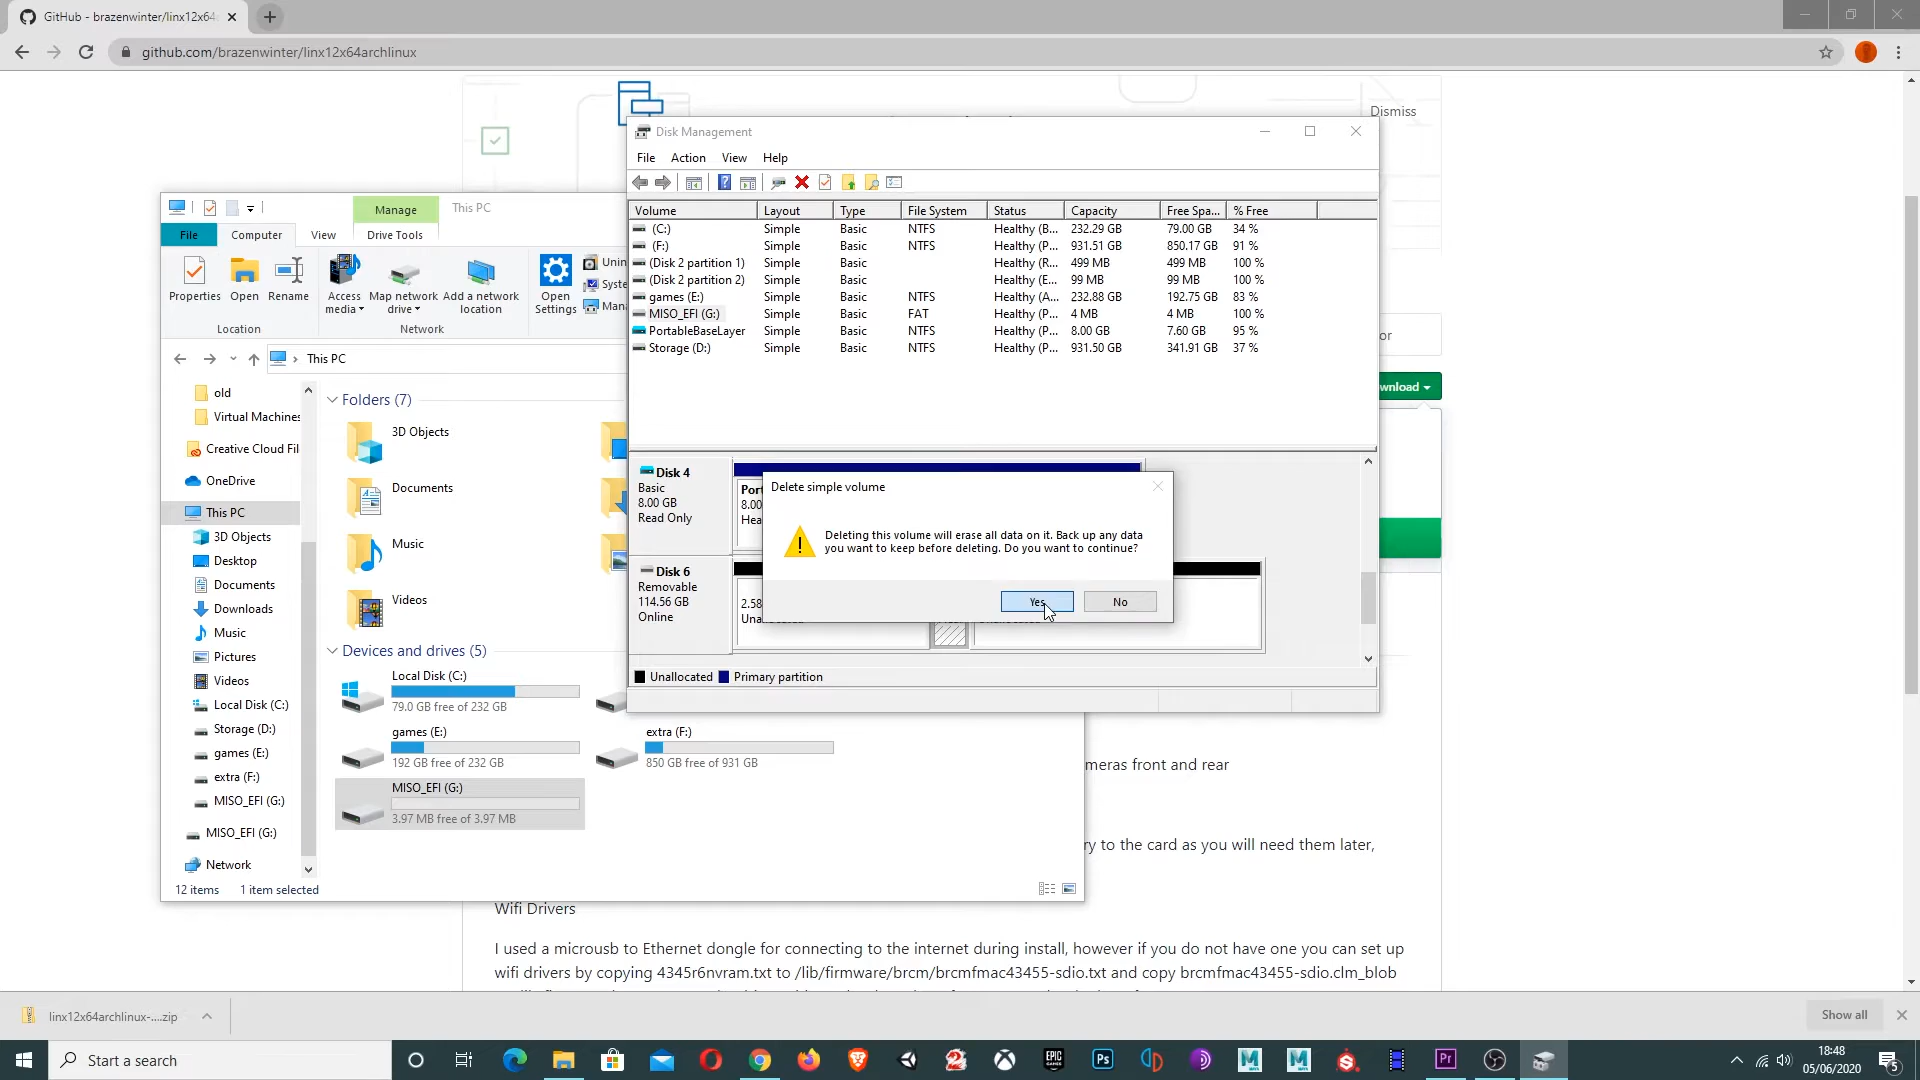 GitHub - brazenwinter/linx12x64
github.com/brazenwinter/linx12x64archlinux
Dismiss
Disk Management
File Action View Help
Volume Layout Type File System Status Capacity Free Spa... % Free
(C:) Simple Basic NTFS Healthy (B... 232.29 GB 79.00 GB 34 %
(F:) Simple Basic NTFS Healthy (P... 931.51 GB 850.17 GB 91 %
(Disk 2 partition 1) Simple Basic Healthy (R... 499 MB 499 MB 100 %
(Disk 2 partition 2) Simple Basic Healthy (E... 99 MB 99 MB 100 %
games (E:) Simple Basic NTFS Healthy (A... 232.88 GB 192.75 GB 83 %
MISO_EFI (G:) Simple Basic FAT Healthy (P... 4 MB 4 MB 100 %
PortableBaseLayer Simple Basic NTFS Healthy (P... 8.00 GB 7.60 GB 95 %
Storage (D:) Simple Basic NTFS Healthy (P... 931.50 GB 341.91 GB 37 %
Disk 4
Basic
8.00 GB
Read Only
Port
8.00
Hea
Disk 6
Removable
114.56 GB
Online
2.58
Una
Unallocated Primary partition
Delete simple volume
Deleting this volume will erase all data on it. Back up any data
you want to keep before deleting. Do you want to continue?
Yes No
Manage This PC
File Computer View Drive Tools
Properties Open Rename
Location
Access media
Map network drive
Add a network location
Network
Open Settings
Unin
Syste
Mana
This PC
old
Virtual Machines
Creative Cloud Fil
OneDrive
This PC
3D Objects
Desktop
Documents
Downloads
Music
Pictures
Videos
Local Disk (C:)
Storage (D:)
games (E:)
extra (F:)
MISO_EFI (G:)
MISO_EFI (G:)
Network
Folders (7)
3D Objects
Documents
Music
Videos
Devices and drives (5)
Local Disk (C:)
79.0 GB free of 232 GB
games (E:)
192 GB free of 232 GB
extra (F:)
850 GB free of 931 GB
MISO_EFI (G:)
3.97 MB free of 3.97 MB
12 items 1 item selected
or
wnload
meras front and rear
ry to the card as you will need them later,
Wifi Drivers
I used a microusb to Ethernet dongle for connecting to the internet during install, however if you do not have one you can set up
wifi drivers by copying 4345r6nvram.txt to /lib/firmware/brcm/brcmfmac43455-sdio.txt and copy brcmfmac43455-sdio.clm_blob
linx12x64archlinux-....zip
Show all
Start a search
18:48
05/06/2020
5